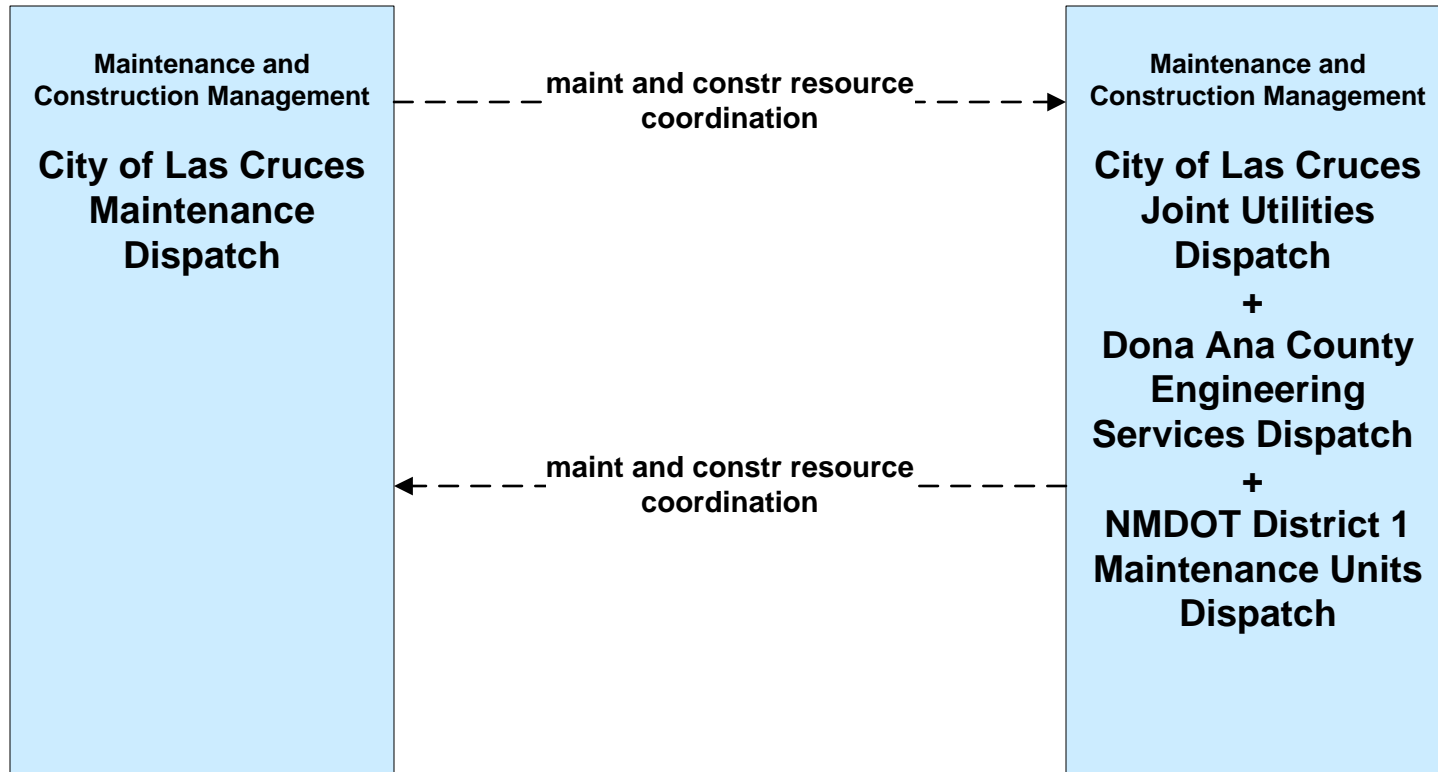 Maintenance and
Construction Management
City of Las Cruces
Maintenance
Dispatch
maint and constr resource
coordination
maint and constr resource
coordination
Maintenance and
Construction Management
City of Las Cruces
Joint Utilities
Dispatch
+
Dona Ana County
Engineering
Services Dispatch
+
NMDOT District 1
Maintenance Units
Dispatch